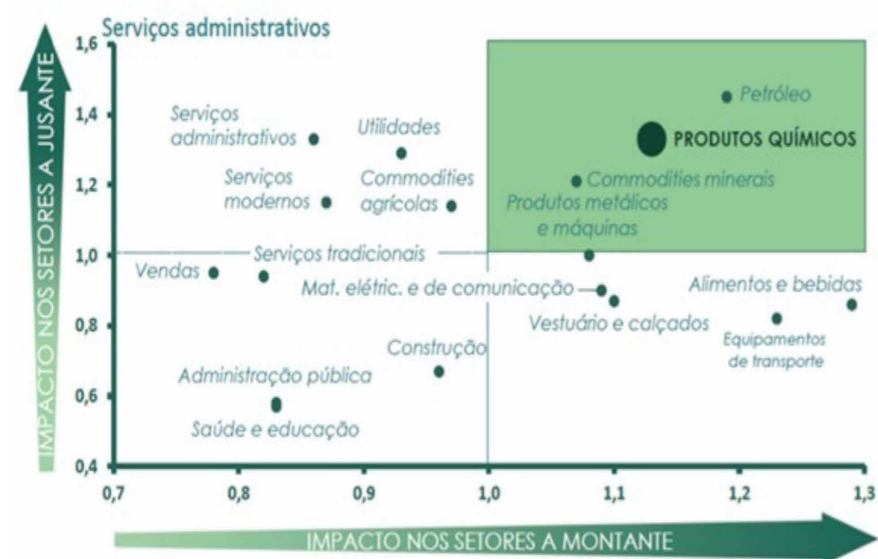 Serviços administrativos
IMPACTO NOS SETORES A JUSANTE
1,6
1,4
1,2
1,0
0,8
0,6
0,4
Petróleo
Serviços
administrativos
Utilidades
PRODUTOS QUÍMICOS
Serviços
modernos
Commodities
agrícolas
Commodities minerais
Produtos metálicos
e máquinas
Vendas
Serviços tradicionais
Mat. elétric. e de comunicação
Alimentos e bebidas
Vestuário e calçados
Equipamentos
de transporte
Construção
Administração pública
Saúde e educação
0,7
0,8
0,9
1,0
1,1
1,2
1,3
IMPACTO NOS SETORES A MONTANTE